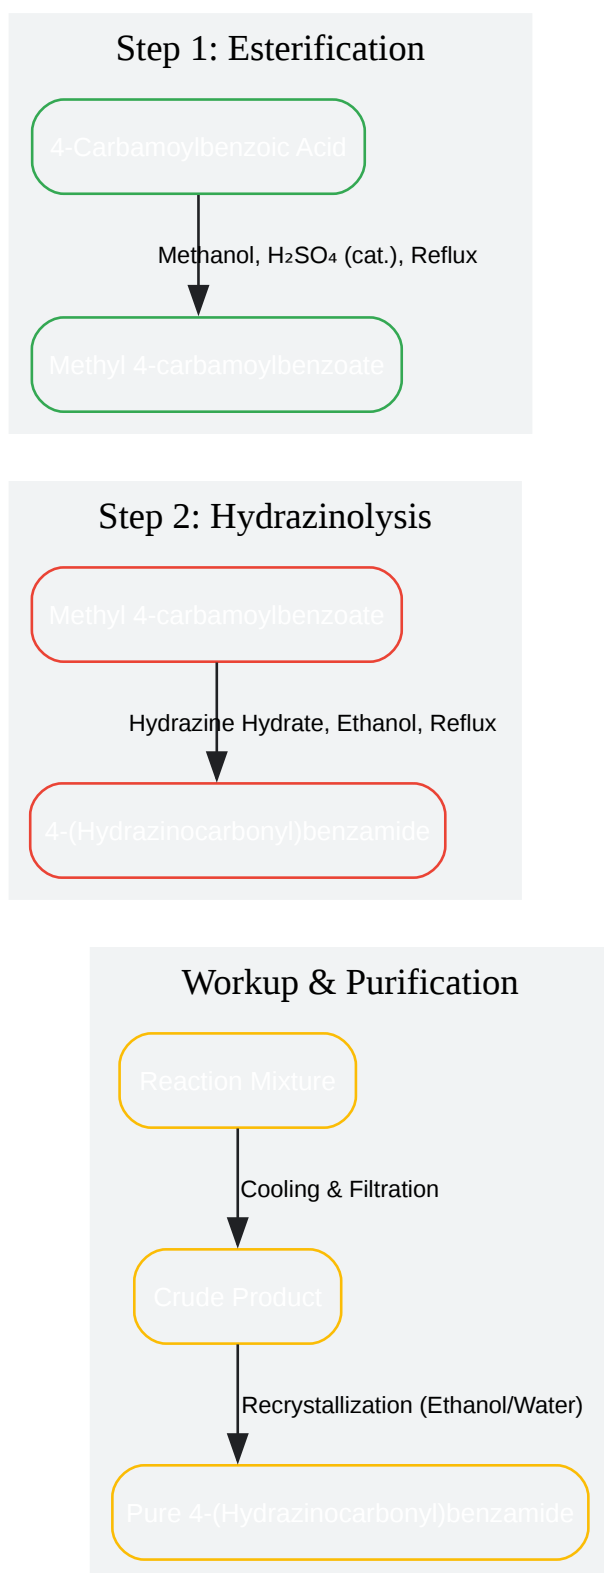 Step 1: Esterification
4-Carbamoylbenzoic Acid
Methanol, H₂SO₄ (cat.), Reflux
Methyl 4-carbamoylbenzoate
Step 2: Hydrazinolysis
Methyl 4-carbamoylbenzoate
Hydrazine Hydrate, Ethanol, Reflux
4-(Hydrazinocarbonyl)benzamide
Workup & Purification
Reaction Mixture
Cooling & Filtration
Crude Product
Recrystallization (Ethanol/Water)
Pure 4-(Hydrazinocarbonyl)benzamide